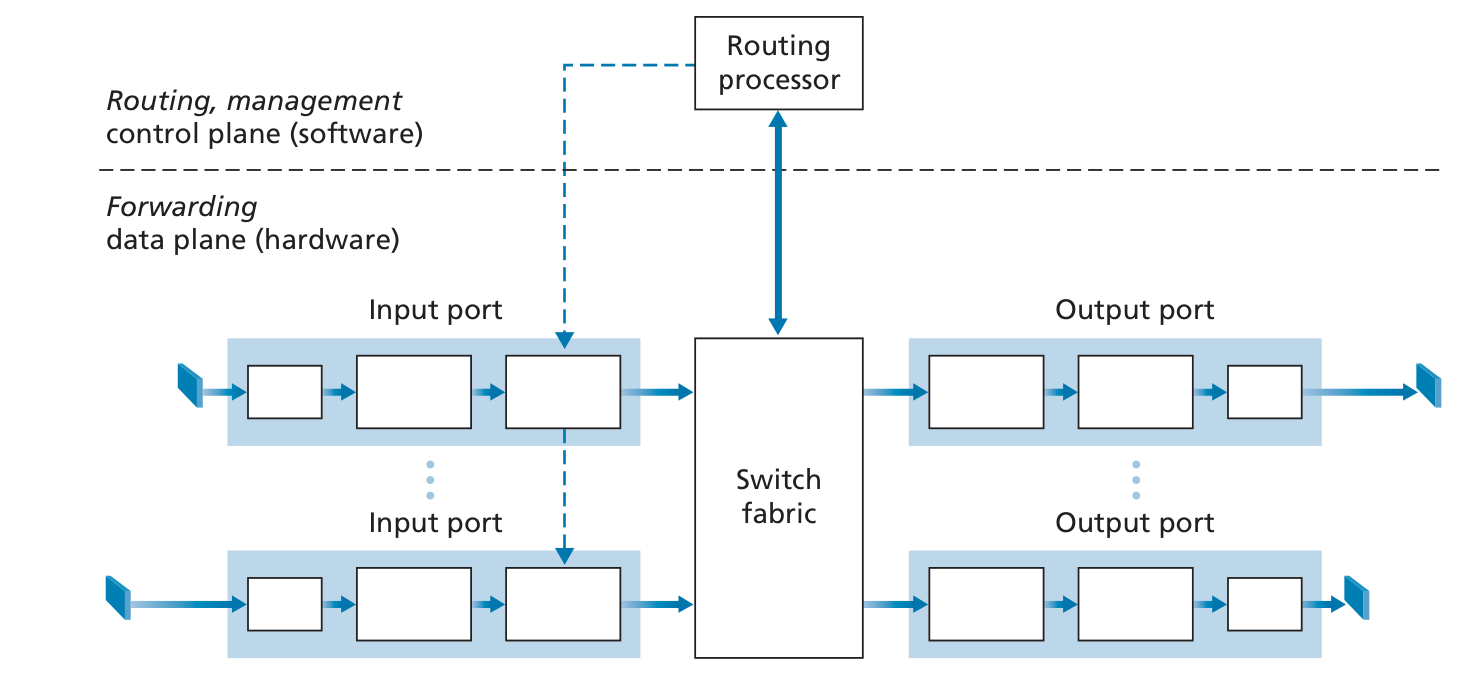 Routing
processor
Routing, management
control plane (software)
Forwarding
data plane (hardware)
Input port
Output port
Switch
fabric
Input port
Output port